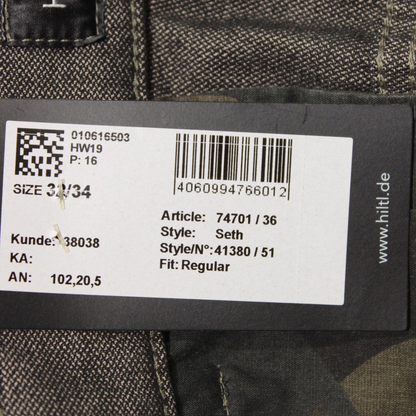 010616503
HW19
P: 16
SIZE 32/34
4060994766012
Article: 74701 / 36
Style: Seth
Style/N°: 41380 / 51
Fit: Regular
Kunde: 38038
KA:
AN: 102,20,5
www.hiltl.de